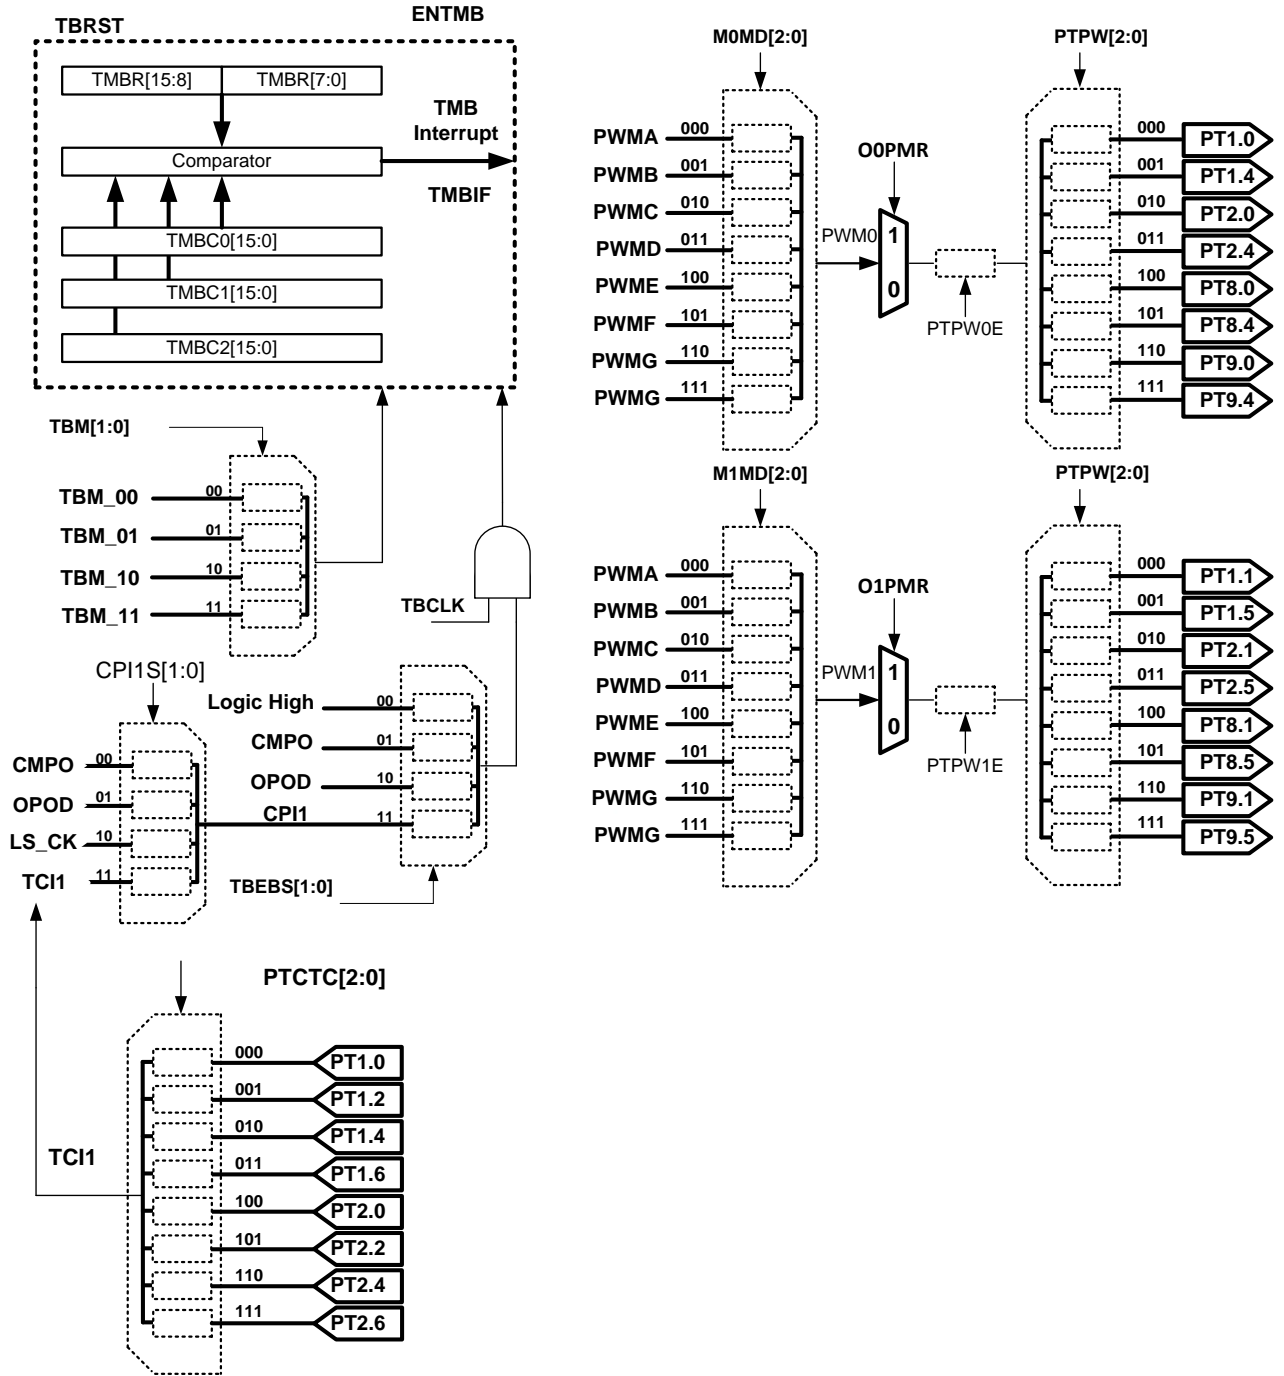 TBRST
ENTMB
TMBR[15:8]
TMBR[7:0]
TMB
Interrupt
Comparator
TMBIF
TMBC0[15:0]
TMBC1[15:0]
TMBC2[15:0]
TBM[1:0]
TBM_00 00
TBM_01 01
TBM_10 10
TBM_11 11
TBCLK
CPI1S[1:0]
Logic High 00
CMPO 01
OPOD 10
CPI1 11
CMPO 00
OPOD 01
LS_CK 10
TCI1 11
TBEBS[1:0]
PTCTC[2:0]
TCI1
000 PT1.0
001 PT1.2
010 PT1.4
011 PT1.6
100 PT2.0
101 PT2.2
110 PT2.4
111 PT2.6
M0MD[2:0]
PTPW[2:0]
PWMA 000
PWMB 001
PWMC 010
PWMD 011
PWME 100
PWMF 101
PWMG 110
PWMG 111
O0PMR
PWM0
1
0
PTPW0E
000 PT1.0
001 PT1.4
010 PT2.0
011 PT2.4
100 PT8.0
101 PT8.4
110 PT9.0
111 PT9.4
M1MD[2:0]
PTPW[2:0]
PWMA 000
PWMB 001
PWMC 010
PWMD 011
PWME 100
PWMF 101
PWMG 110
PWMG 111
O1PMR
PWM1
1
0
PTPW1E
000 PT1.1
001 PT1.5
010 PT2.1
011 PT2.5
100 PT8.1
101 PT8.5
110 PT9.1
111 PT9.5